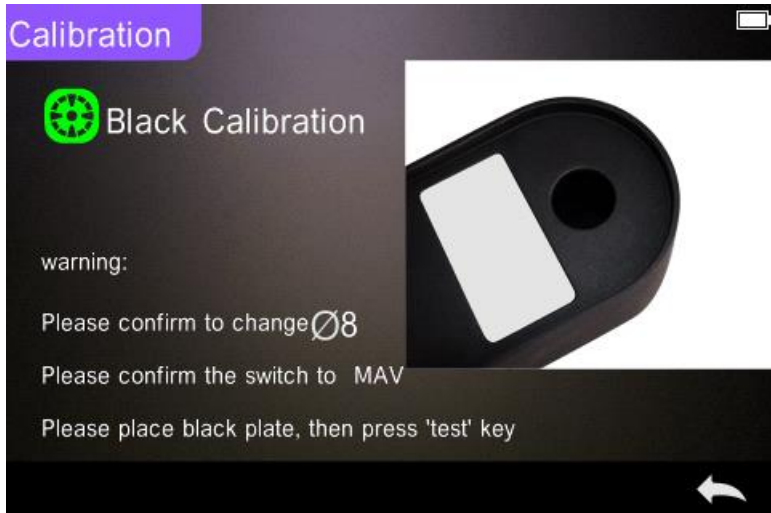 Calibration
Black Calibration
warning:
Please confirm to change Ø8
Please confirm the switch to MAV
Please place black plate, then press 'test' key